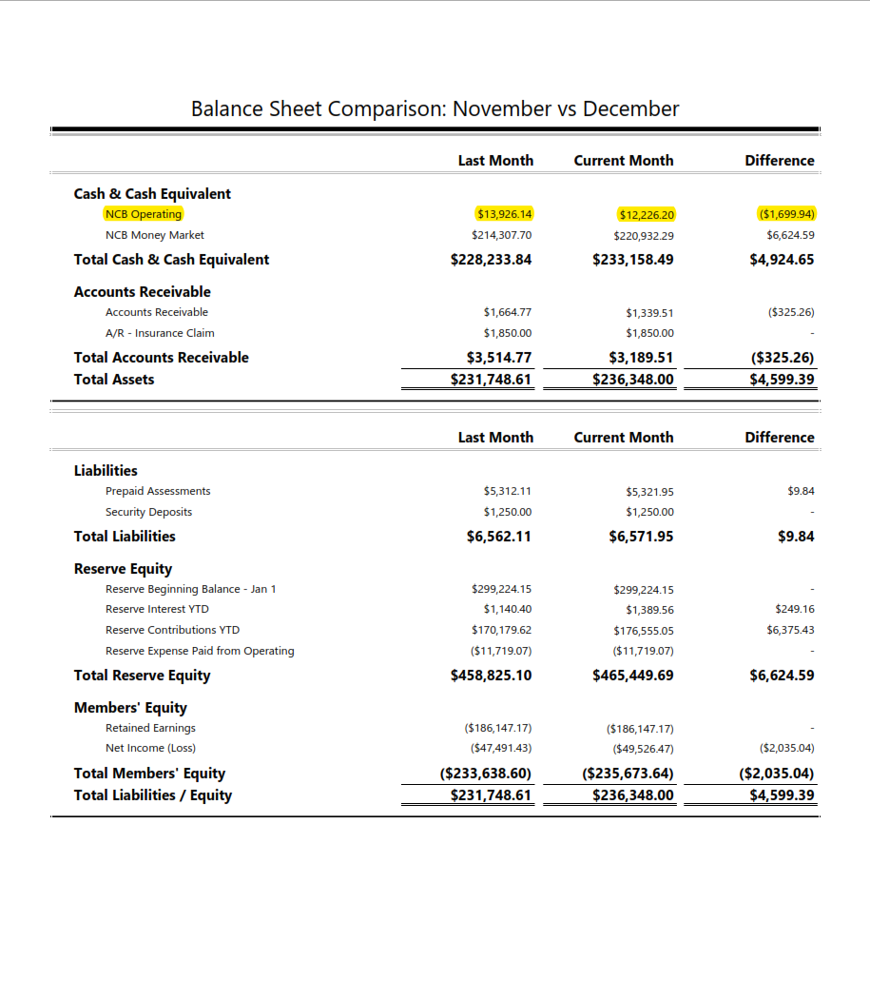 Balance Sheet Comparison: November vs December
Last Month Current Month Difference
Cash & Cash Equivalent
NCB Operating $13,926.14 $12,226.20 ($1,699.94)
NCB Money Market $214,307.70 $220,932.29 $6,624.59
Total Cash & Cash Equivalent $228,233.84 $233,158.49 $4,924.65
Accounts Receivable
Accounts Receivable $1,664.77 $1,339.51 ($325.26)
A/R - Insurance Claim $1,850.00 $1,850.00 -
Total Accounts Receivable $3,514.77 $3,189.51 ($325.26)
Total Assets $231,748.61 $236,348.00 $4,599.39
Last Month Current Month Difference
Liabilities
Prepaid Assessments $5,312.11 $5,321.95 $9.84
Security Deposits $1,250.00 $1,250.00 -
Total Liabilities $6,562.11 $6,571.95 $9.84
Reserve Equity
Reserve Beginning Balance - Jan 1 $299,224.15 $299,224.15 -
Reserve Interest YTD $1,140.40 $1,389.56 $249.16
Reserve Contributions YTD $170,179.62 $176,555.05 $6,375.43
Reserve Expense Paid from Operating ($11,719.07) ($11,719.07) -
Total Reserve Equity $458,825.10 $465,449.69 $6,624.59
Members' Equity
Retained Earnings ($186,147.17) ($186,147.17) -
Net Income (Loss) ($47,491.43) ($49,526.47) ($2,035.04)
Total Members' Equity ($233,638.60) ($235,673.64) ($2,035.04)
Total Liabilities / Equity $231,748.61 $236,348.00 $4,599.39